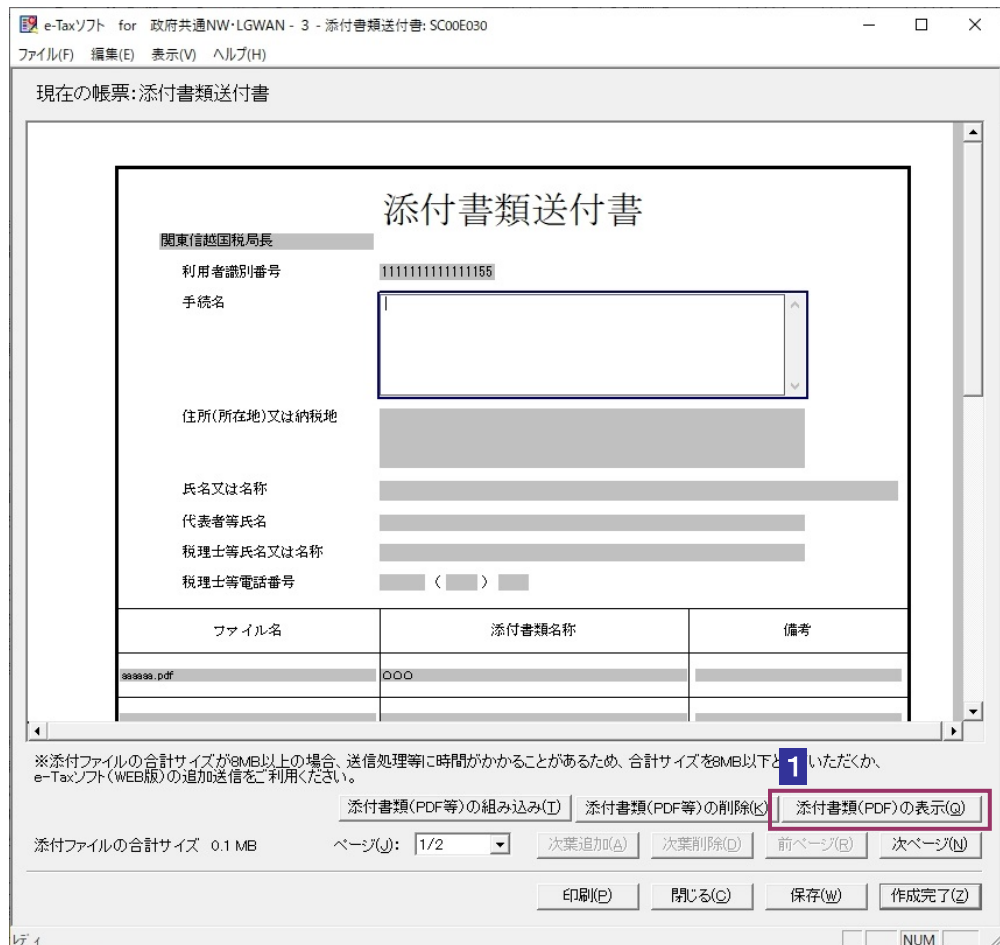 e-Taxソフト for 政府共通NW・LGWAN - 3 - 添付書類送付書: SC00E030
ファイル(F) 編集(E) 表示(V) ヘルプ(H)
現在の帳票:添付書類送付書
添付書類送付書
関東信越国税局長
利用者識別番号 1111111111111155
手続名
住所(所在地)又は納税地
氏名又は名称
代表者等氏名
税理士等氏名又は名称
税理士等電話番号 ( )
ファイル名 添付書類名称 備考
aaaaaa.pdf 〇〇〇
※添付ファイルの合計サイズが8MB以上の場合、送信処理等に時間がかかることがあるため、合計サイズを8MB以下と いただくか、
e-Taxソフト(WEB版)の追加送信をご利用ください。
1
添付書類(PDF等)の組み込み(T) 添付書類(PDF等)の削除(K) 添付書類(PDF)の表示(Q)
添付ファイルの合計サイズ 0.1 MB ページ(J): 1/2 次葉追加(A) 次葉削除(D) 前ページ(R) 次ページ(N)
印刷(P) 閉じる(C) 保存(W) 作成完了(Z)
レディ NUM